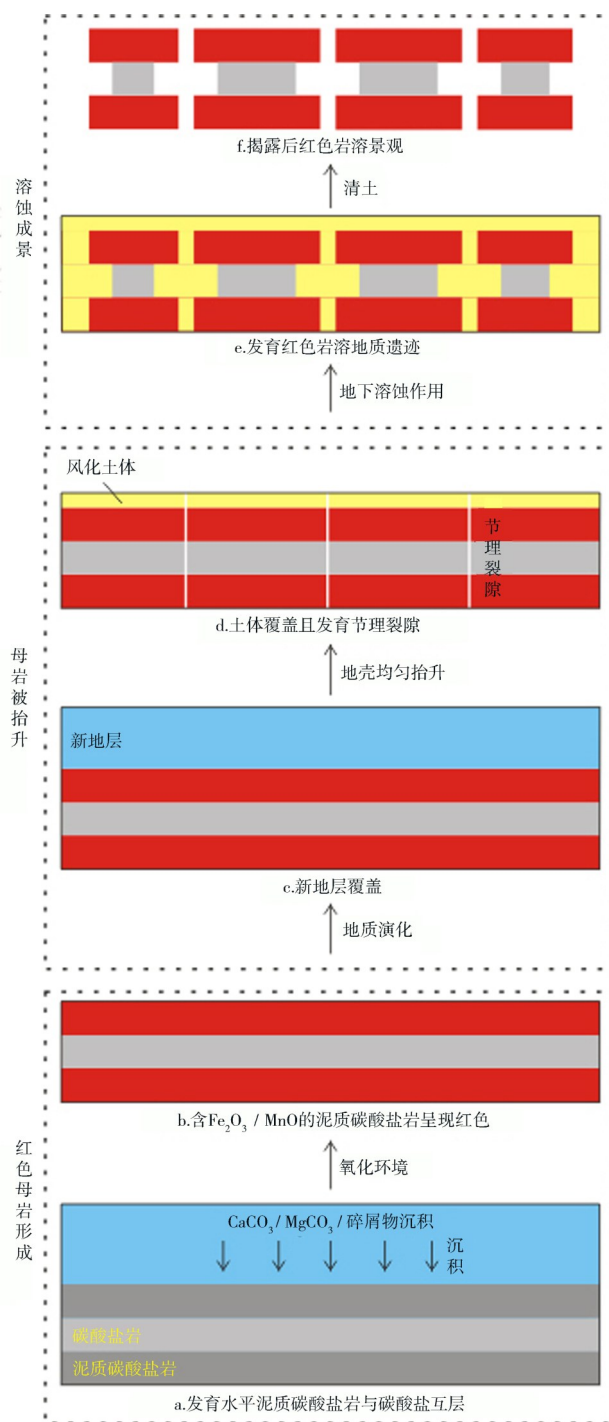 f.揭露后红色岩溶景观
清土
溶蚀成景
e.发育红色岩溶地质遗迹
地下溶蚀作用
风化土体
节理裂隙
d.土体覆盖且发育节理裂隙
地壳均匀抬升
母岩被抬升
新地层
c.新地层覆盖
地质演化
b.含Fe₂O₃ / MnO的泥质碳酸盐岩呈现红色
氧化环境
红色母岩形成
CaCO₃/ MgCO₃ / 碎屑物沉积
沉积
碳酸盐岩
泥质碳酸盐岩
a.发育水平泥质碳酸盐岩与碳酸盐互层